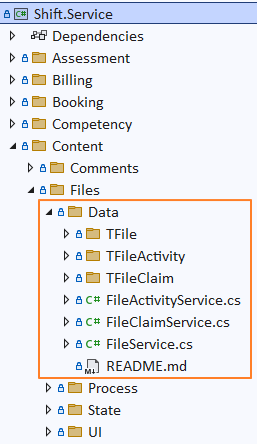 Shift.Service
Dependencies
Assessment
Billing
Booking
Competency
Content
Comments
Files
Data
TFile
TFileActivity
TFileClaim
C# FileActivityService.cs
C# FileClaimService.cs
C# FileService.cs
M↓ README.md
Process
State
UI